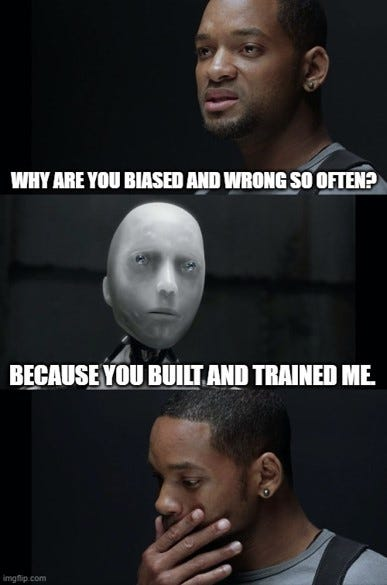 WHY ARE YOU BIASED AND WRONG SO OFTEN?
BECAUSE YOU BUILT AND TRAINED ME.
imgflip.com